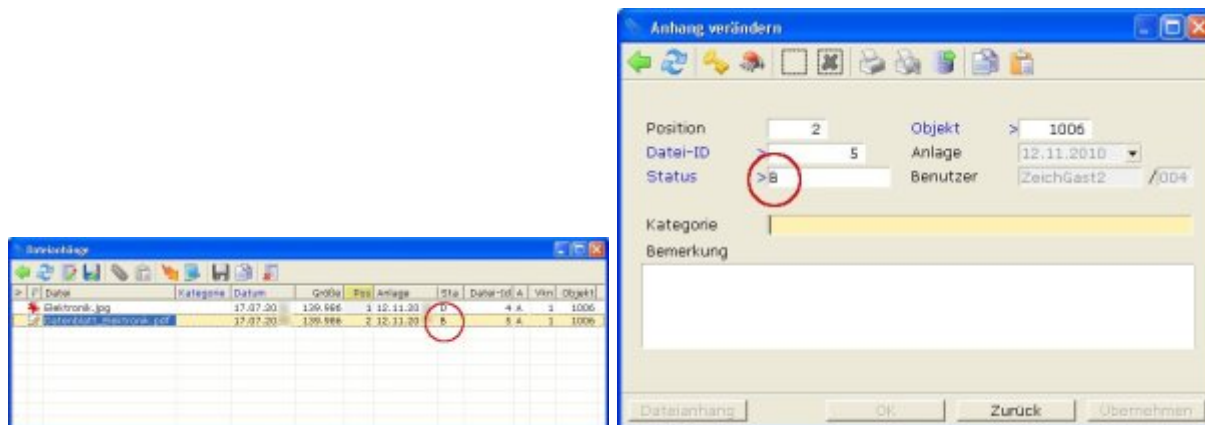 Dateianhänge
> F Datei Kategorie Datum Größe Pos Anlage Sta Datei-Id A Vkn Objekt
Elektronik.jpg 17.07.20 139.986 1 12.11.20 D 4 A 1 1006
Datenblatt_Elektronik.pdf 17.07.20 139.986 2 12.11.20 B 5 A 1 1006
Anhang verändern
Position 2 Objekt > 1006
Datei-ID > 5 Anlage 12.11.2010
Status >B Benutzer ZeichGast2 /004
Kategorie
Bemerkung
Dateianhang OK Zurück Übernehmen